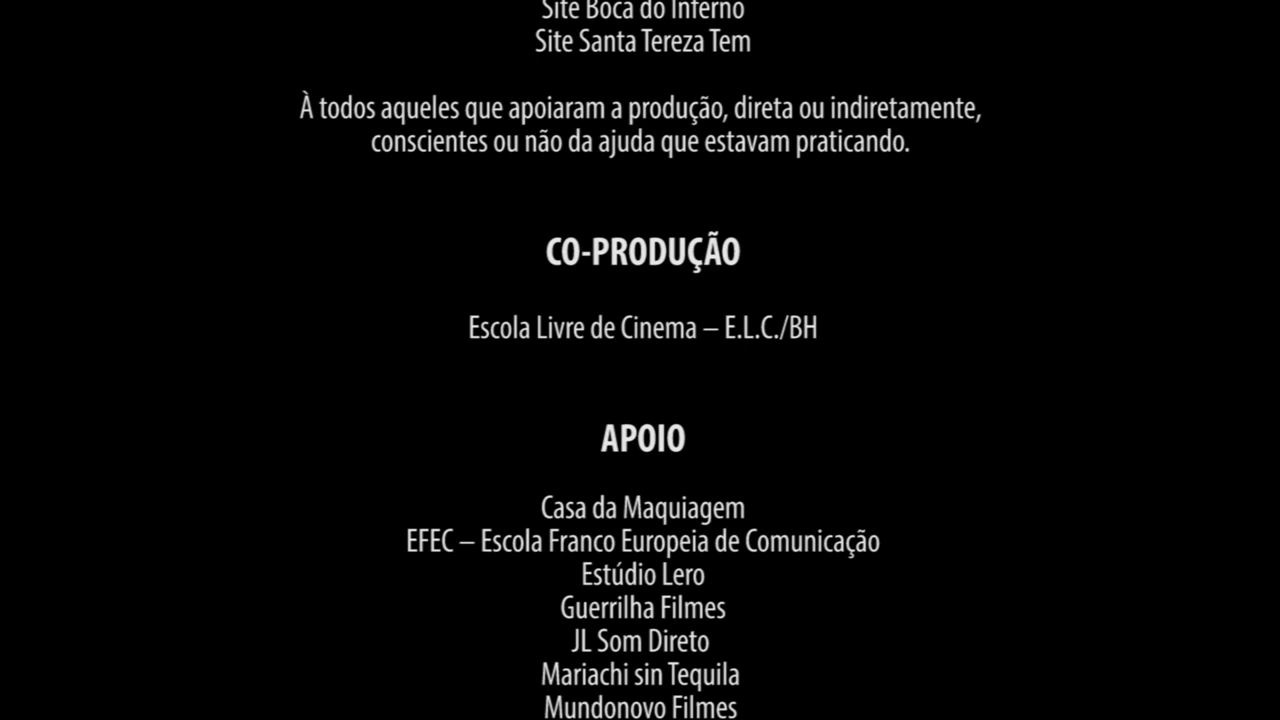 Site Boca do Inferno
Site Santa Tereza Tem
À todos aqueles que apoiaram a produção, direta ou indiretamente,
conscientes ou não da ajuda que estavam praticando.
CO-PRODUÇÃO
Escola Livre de Cinema – E.L.C./BH
APOIO
Casa da Maquiagem
EFEC – Escola Franco Europeia de Comunicação
Estúdio Lero
Guerrilha Filmes
JL Som Direto
Mariachi sin Tequila
Mundonovo Filmes